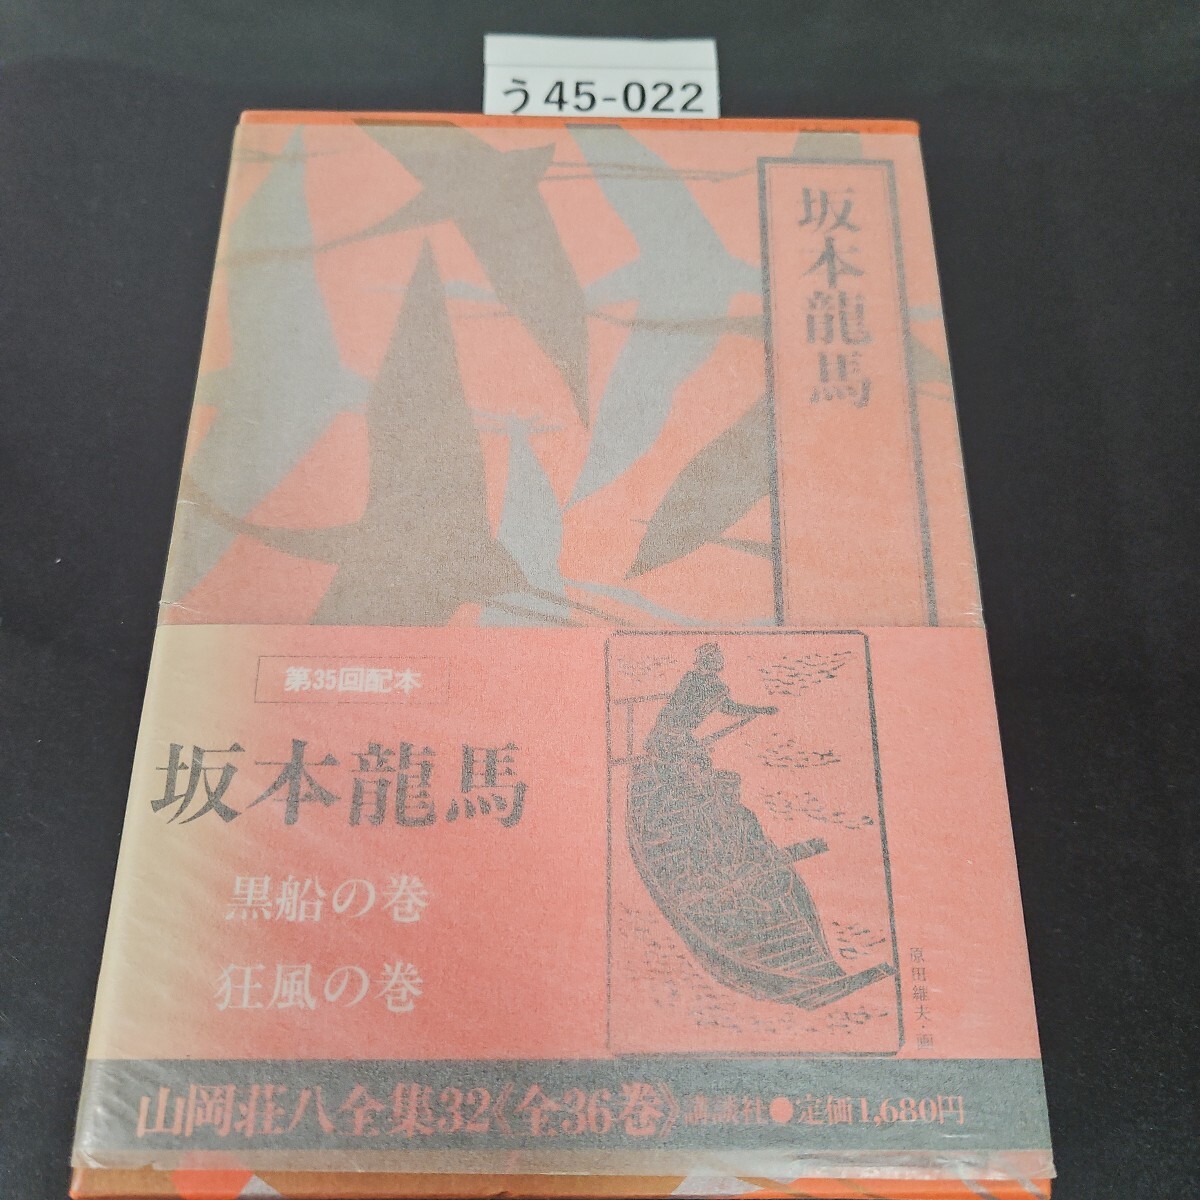 う45-022
坂本龍馬
第35回配本
坂本龍馬
黒船の巻
狂風の巻
原田維夫・画
山岡荘八全集32《全36巻》講談社●定価1,680円